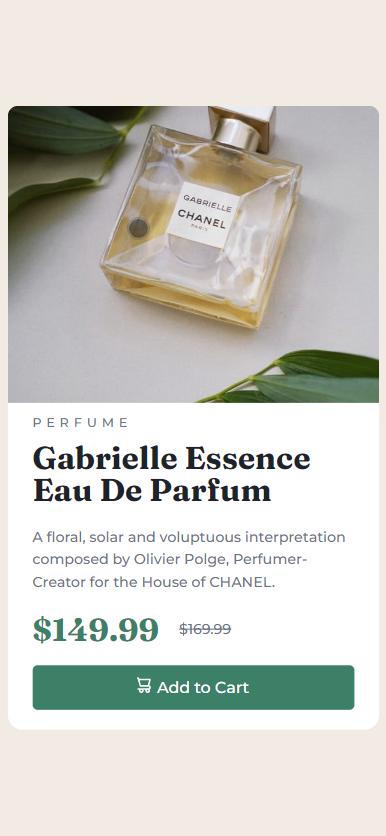 GABRIELLE
CHANEL
PARIS
PERFUME
Gabrielle Essence
Eau De Parfum
A floral, solar and voluptuous interpretation
composed by Olivier Polge, Perfumer-
Creator for the House of CHANEL.
$149.99 $169.99
Add to Cart